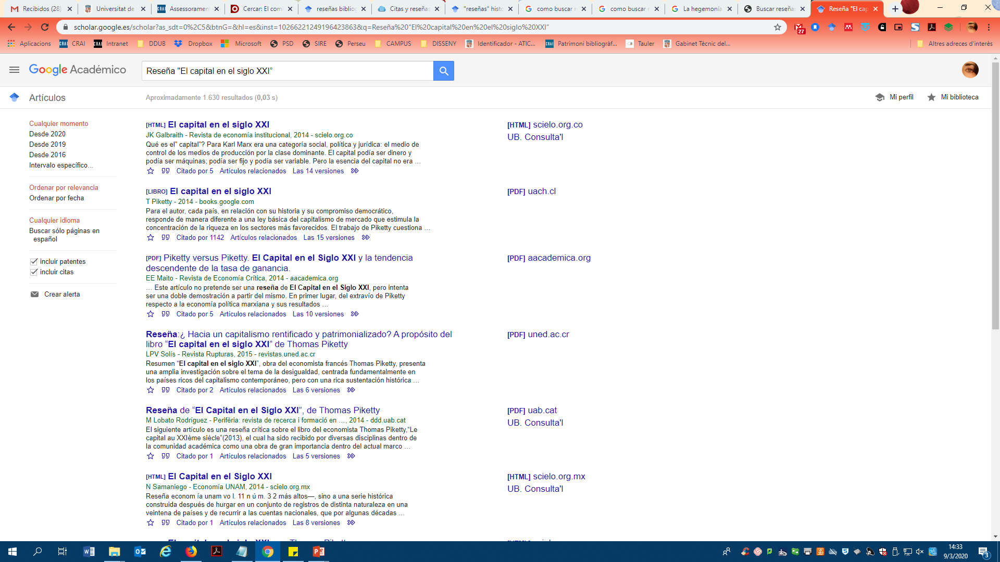 Recibidos (28)
Universitat de
Assessorament
Cercar: El comb
reseñas bibliog
Citas y reseñas
"reseñas" histo
como buscar r
como buscar r
La hegemonía
Buscar reseñas
Reseña "El cap
scholar.google.es/scholar?as_sdt=0%2C5&btnG=&hl=es&inst=10266221249196423863&q=Reseña%20"El%20capital%20en%20el%20siglo%20XXI"
27
Aplicacions
CRAI
Intranet
DDUB
Dropbox
Microsoft
PSD
SIRE
Perseu
CAMPUS
DISSENY
Identificador - ATIC...
Patrimoni bibliogràf...
Tauler
Gabinet Tècnic del...
Altres adreces d'interès
Google Académico
Reseña "El capital en el siglo XXI”
Artículos
Aproximadamente 1.630 resultados (0,03 s)
Mi perfil
Mi biblioteca
Cualquier momento
Desde 2020
Desde 2019
Desde 2016
Intervalo específico...
Ordenar por relevancia
Ordenar por fecha
Cualquier idioma
Buscar sólo páginas en
español
incluir patentes
incluir citas
Crear alerta
[HTML] El capital en el siglo XXI
JK Galbraith - Revista de economía institucional, 2014 - scielo.org.co
Qué es el" capital"? Para Karl Marx era una categoría social, política y jurídica: el medio de
control de los medios de producción por la clase dominante. El capital podía ser dinero y
podía ser máquinas; podía ser fijo y podía ser variable. Pero la esencia del capital no era …
Citado por 5 Artículos relacionados Las 14 versiones
[HTML] scielo.org.co
UB. Consulta'l
[LIBRO] El capital en el siglo XXI
T Piketty - 2014 - books.google.com
Para el autor, cada país, en relación con su historia y su compromiso democrático,
responde de manera diferente a una ley básica del capitalismo de mercado que estimula la
concentración de la riqueza en los sectores más favorecidos. El trabajo de Piketty cuestiona …
Citado por 1142 Artículos relacionados Las 15 versiones
[PDF] uach.cl
[PDF] Piketty versus Piketty. El Capital en el Siglo XXI y la tendencia
descendente de la tasa de ganancia.
EE Maito - Revista de Economía Crítica, 2014 - aacademica.org
… Este artículo no pretende ser una reseña de El Capital en el Siglo XXI, pero intenta
ser una doble demostración a partir del mismo. En primer lugar, del extravío de Piketty
respecto a la economía política marxiana y sus resultados …
Citado por 5 Artículos relacionados Las 10 versiones
[PDF] aacademica.org
Reseña:¿ Hacia un capitalismo rentificado y patrimonializado? A propósito del
libro “El capital en el siglo XXI” de Thomas Piketty
LPV Solís - Revista Rupturas, 2015 - revistas.uned.ac.cr
Resumen “El capital en el siglo XXI”, obra del economista francés Thomas Piketty, presenta
una amplia investigación sobre el tema de la desigualdad, centrada fundamentalmente en
los países ricos del capitalismo contemporáneo, pero con una rica sustentación histórica …
Citado por 2 Artículos relacionados Las 6 versiones
[PDF] uned.ac.cr
Reseña de “El Capital en el Siglo XXI”, de Thomas Piketty
M Lobato Rodríguez - Perifèria: revista de recerca i formació en …, 2014 - ddd.uab.cat
El siguiente artículo es una reseña crítica sobre el libro del economista Thomas Piketty,“Le
capital au XXIème siècle”(2013), el cual ha sido recibido por diversas disciplinas dentro de
la comunidad académica como una obra de gran importancia dentro del actual marco …
Citado por 1 Artículos relacionados Las 5 versiones
[PDF] uab.cat
UB. Consulta'l
[HTML] El Capital en el Siglo XXI
N Samaniego - Economía UNAM, 2014 - scielo.org.mx
Reseña econom ía unam vo l. 11 n ú m. 3 2 más altos—, sino a una serie histórica
construida después de hurgar en un conjunto de registros de distinta naturaleza en una
veintena de países y de recurrir a las cuentas nacionales, que por algunas décadas …
Citado por 1 Artículos relacionados Las 8 versiones
[HTML] scielo.org.mx
UB. Consulta'l
14:33
9/3/2020
3